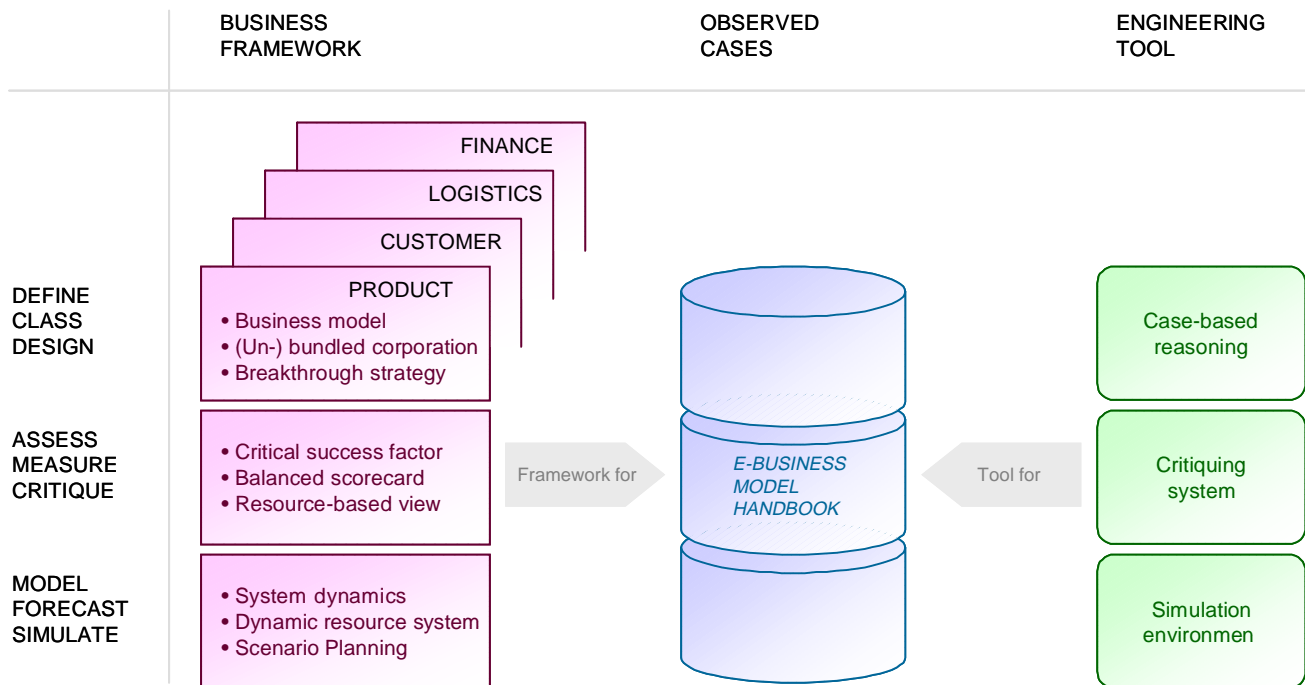 BUSINESS
FRAMEWORK
OBSERVED
CASES
ENGINEERING
TOOL
FINANCE
LOGISTICS
CUSTOMER
PRODUCT
DEFINE
CLASS
DESIGN
• Business model
• (Un-) bundled corporation
• Breakthrough strategy
Case-based
reasoning
ASSESS
MEASURE
CRITIQUE
• Critical success factor
• Balanced scorecard
• Resource-based view
Framework for
E-BUSINESS
MODEL
HANDBOOK
Tool for
Critiquing
system
MODEL
FORECAST
SIMULATE
• System dynamics
• Dynamic resource system
• Scenario Planning
Simulation
environmen